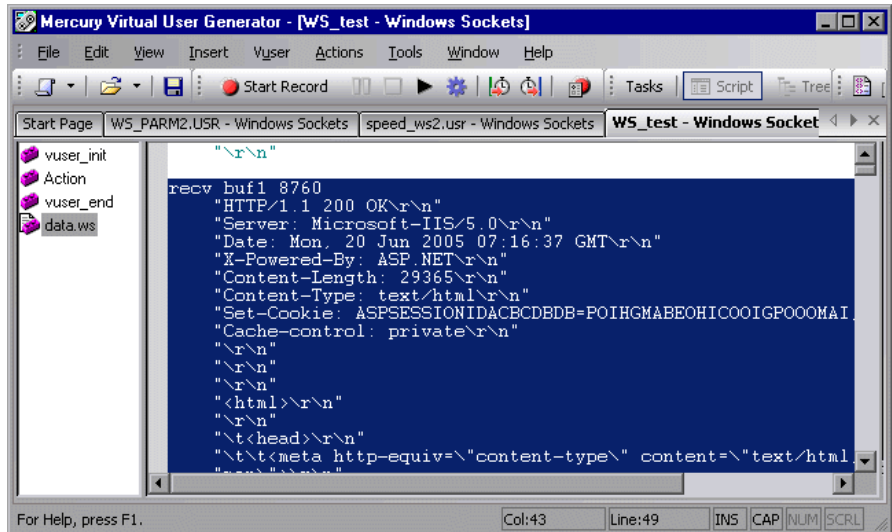 Mercury Virtual User Generator - [WS_test - Windows Sockets]
File Edit View Insert Vuser Actions Tools Window Help
Start Record Tasks Script Tree
Start Page WS_PARM2.USR - Windows Sockets speed_ws2.usr - Windows Sockets WS_test - Windows Socket
vuser_init
Action
vuser_end
data.ws
"\r\n"
recv buf1 8760
"HTTP/1.1 200 OK\r\n"
"Server: Microsoft-IIS/5.0\r\n"
"Date: Mon, 20 Jun 2005 07:16:37 GMT\r\n"
"X-Powered-By: ASP.NET\r\n"
"Content-Length: 29365\r\n"
"Content-Type: text/html\r\n"
"Set-Cookie: ASPSESSIONIDACBCDBDB=POIHGMABEOHICOOIGPOOOMAI
"Cache-control: private\r\n"
"\r\n"
"\r\n"
"\r\n"
"<html>\r\n"
"\r\n"
"\t<head>\r\n"
"\t\t<meta http-equiv=\"content-type\" content=\"text/html
For Help, press F1. Col:43 Line:49 INS CAP NUM SCRL